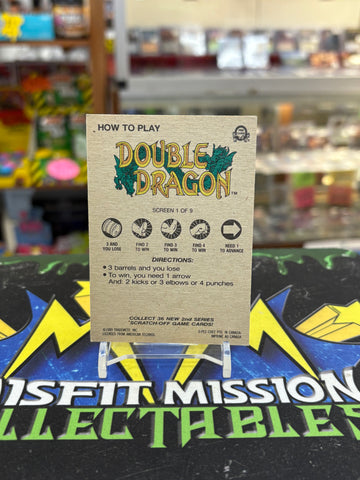 HOW TO PLAY
DOUBLE
DRAGON™
SCREEN 1 OF 9
3 AND YOU LOSE
FIND 2 TO WIN
FIND 3 TO WIN
FIND 4 TO WIN
NEED 1 TO ADVANCE
DIRECTIONS:
• 3 barrels and you lose
• To win, you need 1 arrow
And: 2 kicks or 3 elbows or 4 punches
COLLECT 36 NEW 2nd SERIES
"SCRATCH-OFF GAME CARDS!
MISFIT MISSION
COLLECTABLES